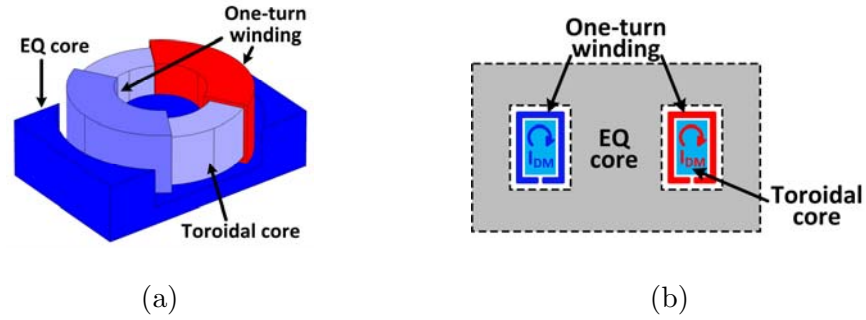 One-turn
winding
EQ core
Toroidal core
(a)
One-turn
winding
EQ
core
I_DM
I_DM
Toroidal
core
(b)